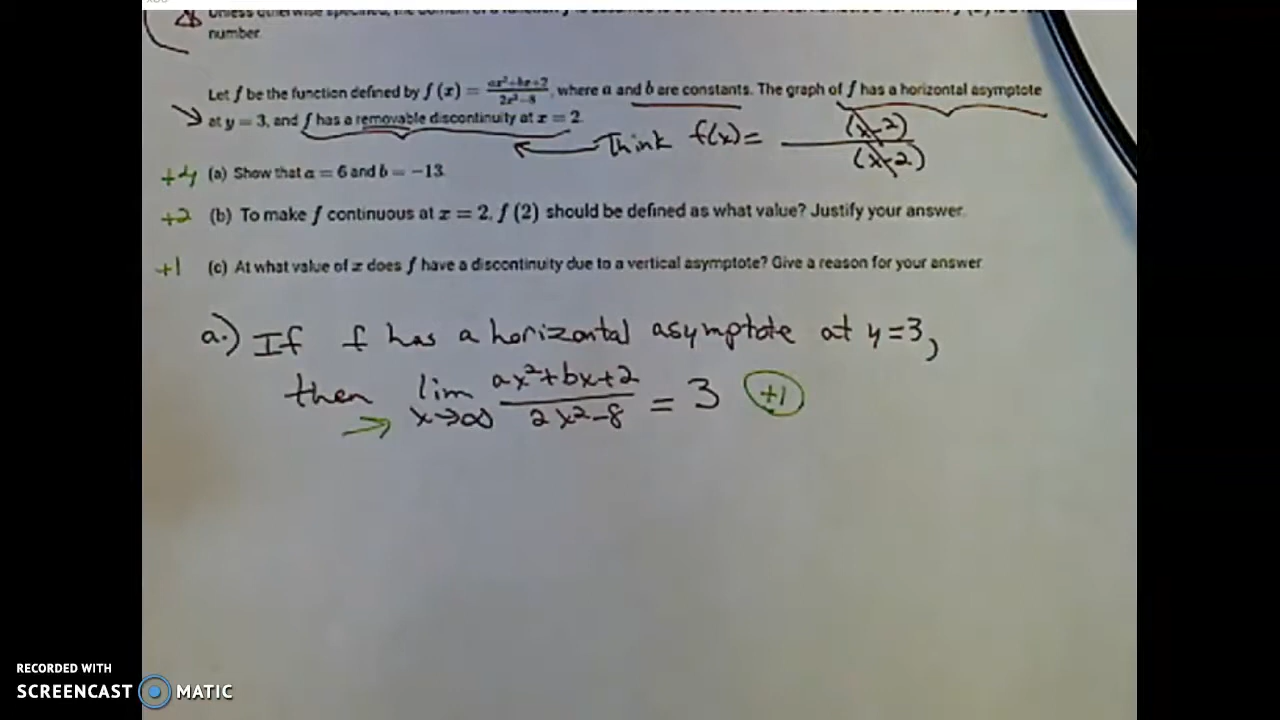 number.
Let f be the function defined by f(x) = ax²+bx+2 / 2x²-8, where a and b are constants. The graph of f has a horizontal asymptote
at y = 3, and f has a removable discontinuity at x = 2.
Think f(x) = (x-2) / (x-2)
+4 (a) Show that a = 6 and b = -13.
+2 (b) To make f continuous at x = 2, f(2) should be defined as what value? Justify your answer.
+1 (c) At what value of x does f have a discontinuity due to a vertical asymptote? Give a reason for your answer.
a.) If f has a horizontal asymptote at y=3,
then lim x→∞ ax²+bx+2 / 2x²-8 = 3 +1
RECORDED WITH
SCREENCAST MATIC